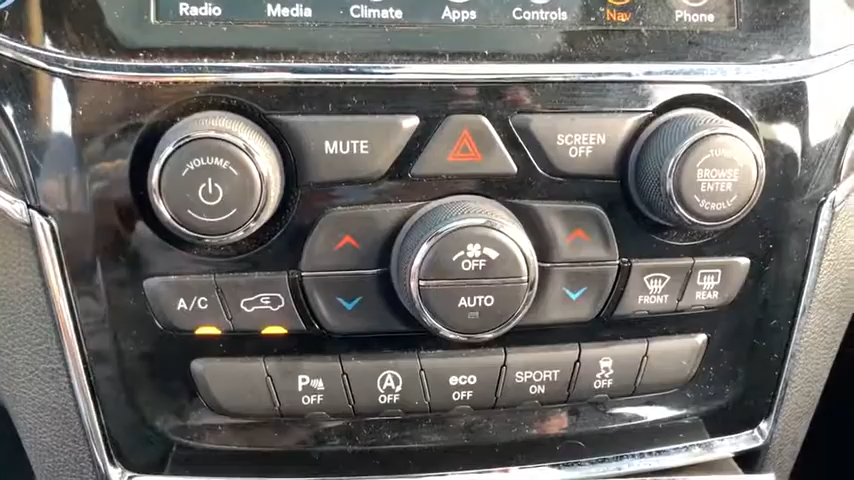 Radio Media Climate Apps Controls Nav Phone
VOLUME
MUTE
SCREEN
OFF
TUNE
BROWSE
ENTER
SCROLL
OFF
AUTO
A/C
FRONT
REAR
P OFF
A OFF
eco OFF
SPORT ON
OFF